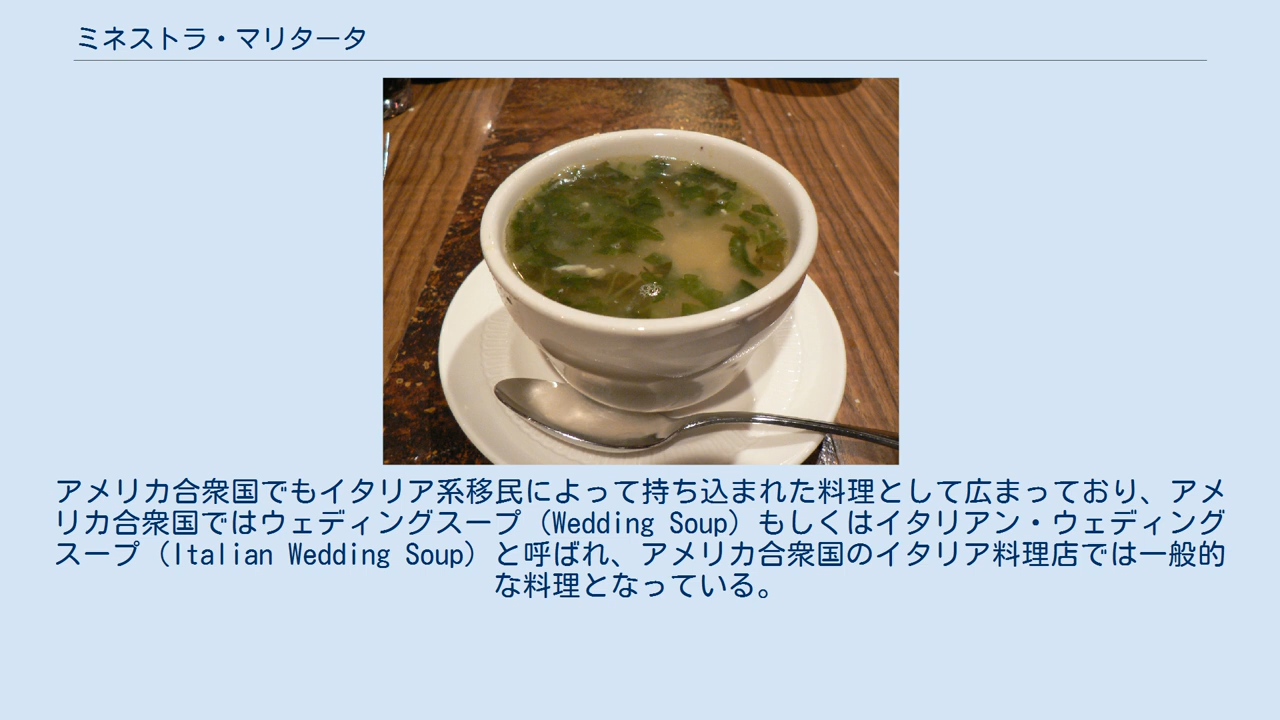 ミネストラ・マリタータ
アメリカ合衆国でもイタリア系移民によって持ち込まれた料理として広まっており、アメ
リカ合衆国ではウェディングスープ（Wedding Soup）もしくはイタリアン・ウェディング
スープ（Italian Wedding Soup）と呼ばれ、アメリカ合衆国のイタリア料理店では一般的
な料理となっている。